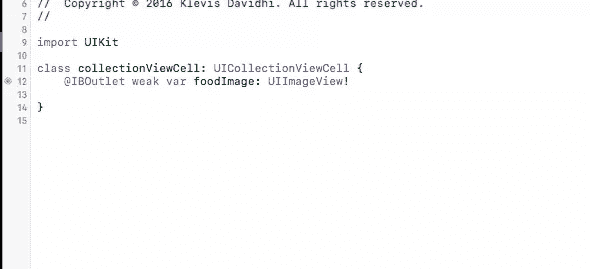 6 // Copyright © 2016 Klevis Davidhi. All rights reserved.
7 //
8
9 import UIKit
10
11 class collectionViewCell: UICollectionViewCell {
12 @IBOutlet weak var foodImage: UIImageView!
13
14 }
15